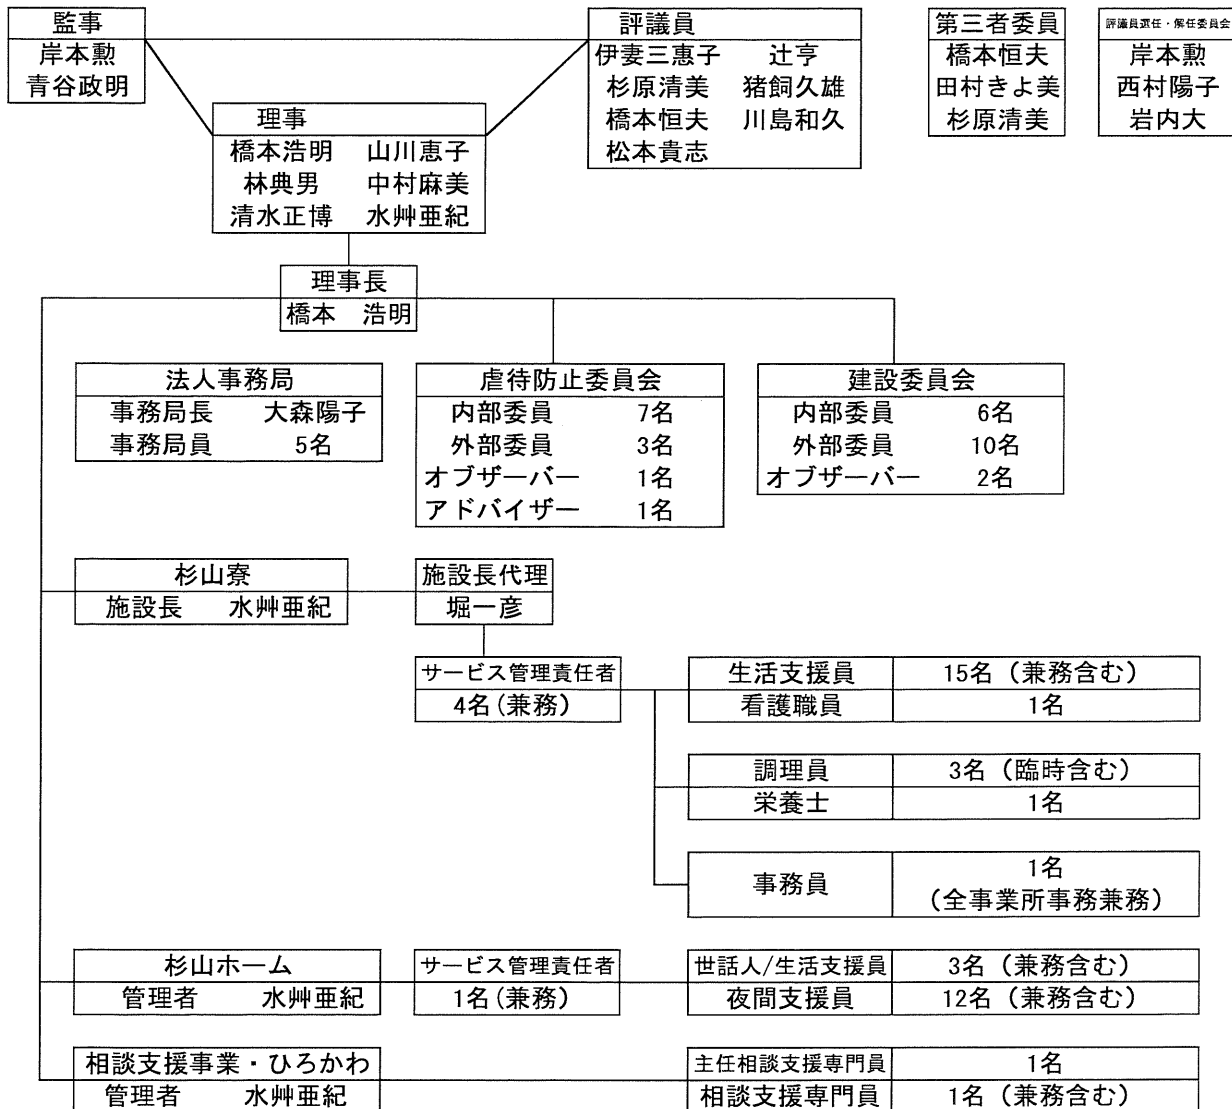 監事
岸本勲
青谷政明
評議員
伊妻三惠子 辻亨
杉原清美 猪飼久雄
橋本恒夫 川島和久
松本貴志
第三者委員
橋本恒夫
田村きよ美
杉原清美
評議員選任・解任委員会
岸本勲
西村陽子
岩内大
理事
橋本浩明 山川恵子
林典男 中村麻美
清水正博 水艸亜紀
理事長
橋本 浩明
法人事務局
事務局長 大森陽子
事務局員 5名
虐待防止委員会
内部委員 7名
外部委員 3名
オブザーバー 1名
アドバイザー 1名
建設委員会
内部委員 6名
外部委員 10名
オブザーバー 2名
杉山寮
施設長 水艸亜紀
施設長代理
堀一彦
サービス管理責任者
4名(兼務)
生活支援員 15名(兼務含む)
看護職員 1名
調理員 3名(臨時含む)
栄養士 1名
事務員 1名
(全事業所事務兼務)
杉山ホーム
管理者 水艸亜紀
サービス管理責任者
1名(兼務)
世話人/生活支援員 3名(兼務含む)
夜間支援員 12名(兼務含む)
相談支援事業・ひろかわ
管理者 水艸亜紀
主任相談支援専門員 1名
相談支援専門員 1名(兼務含む)